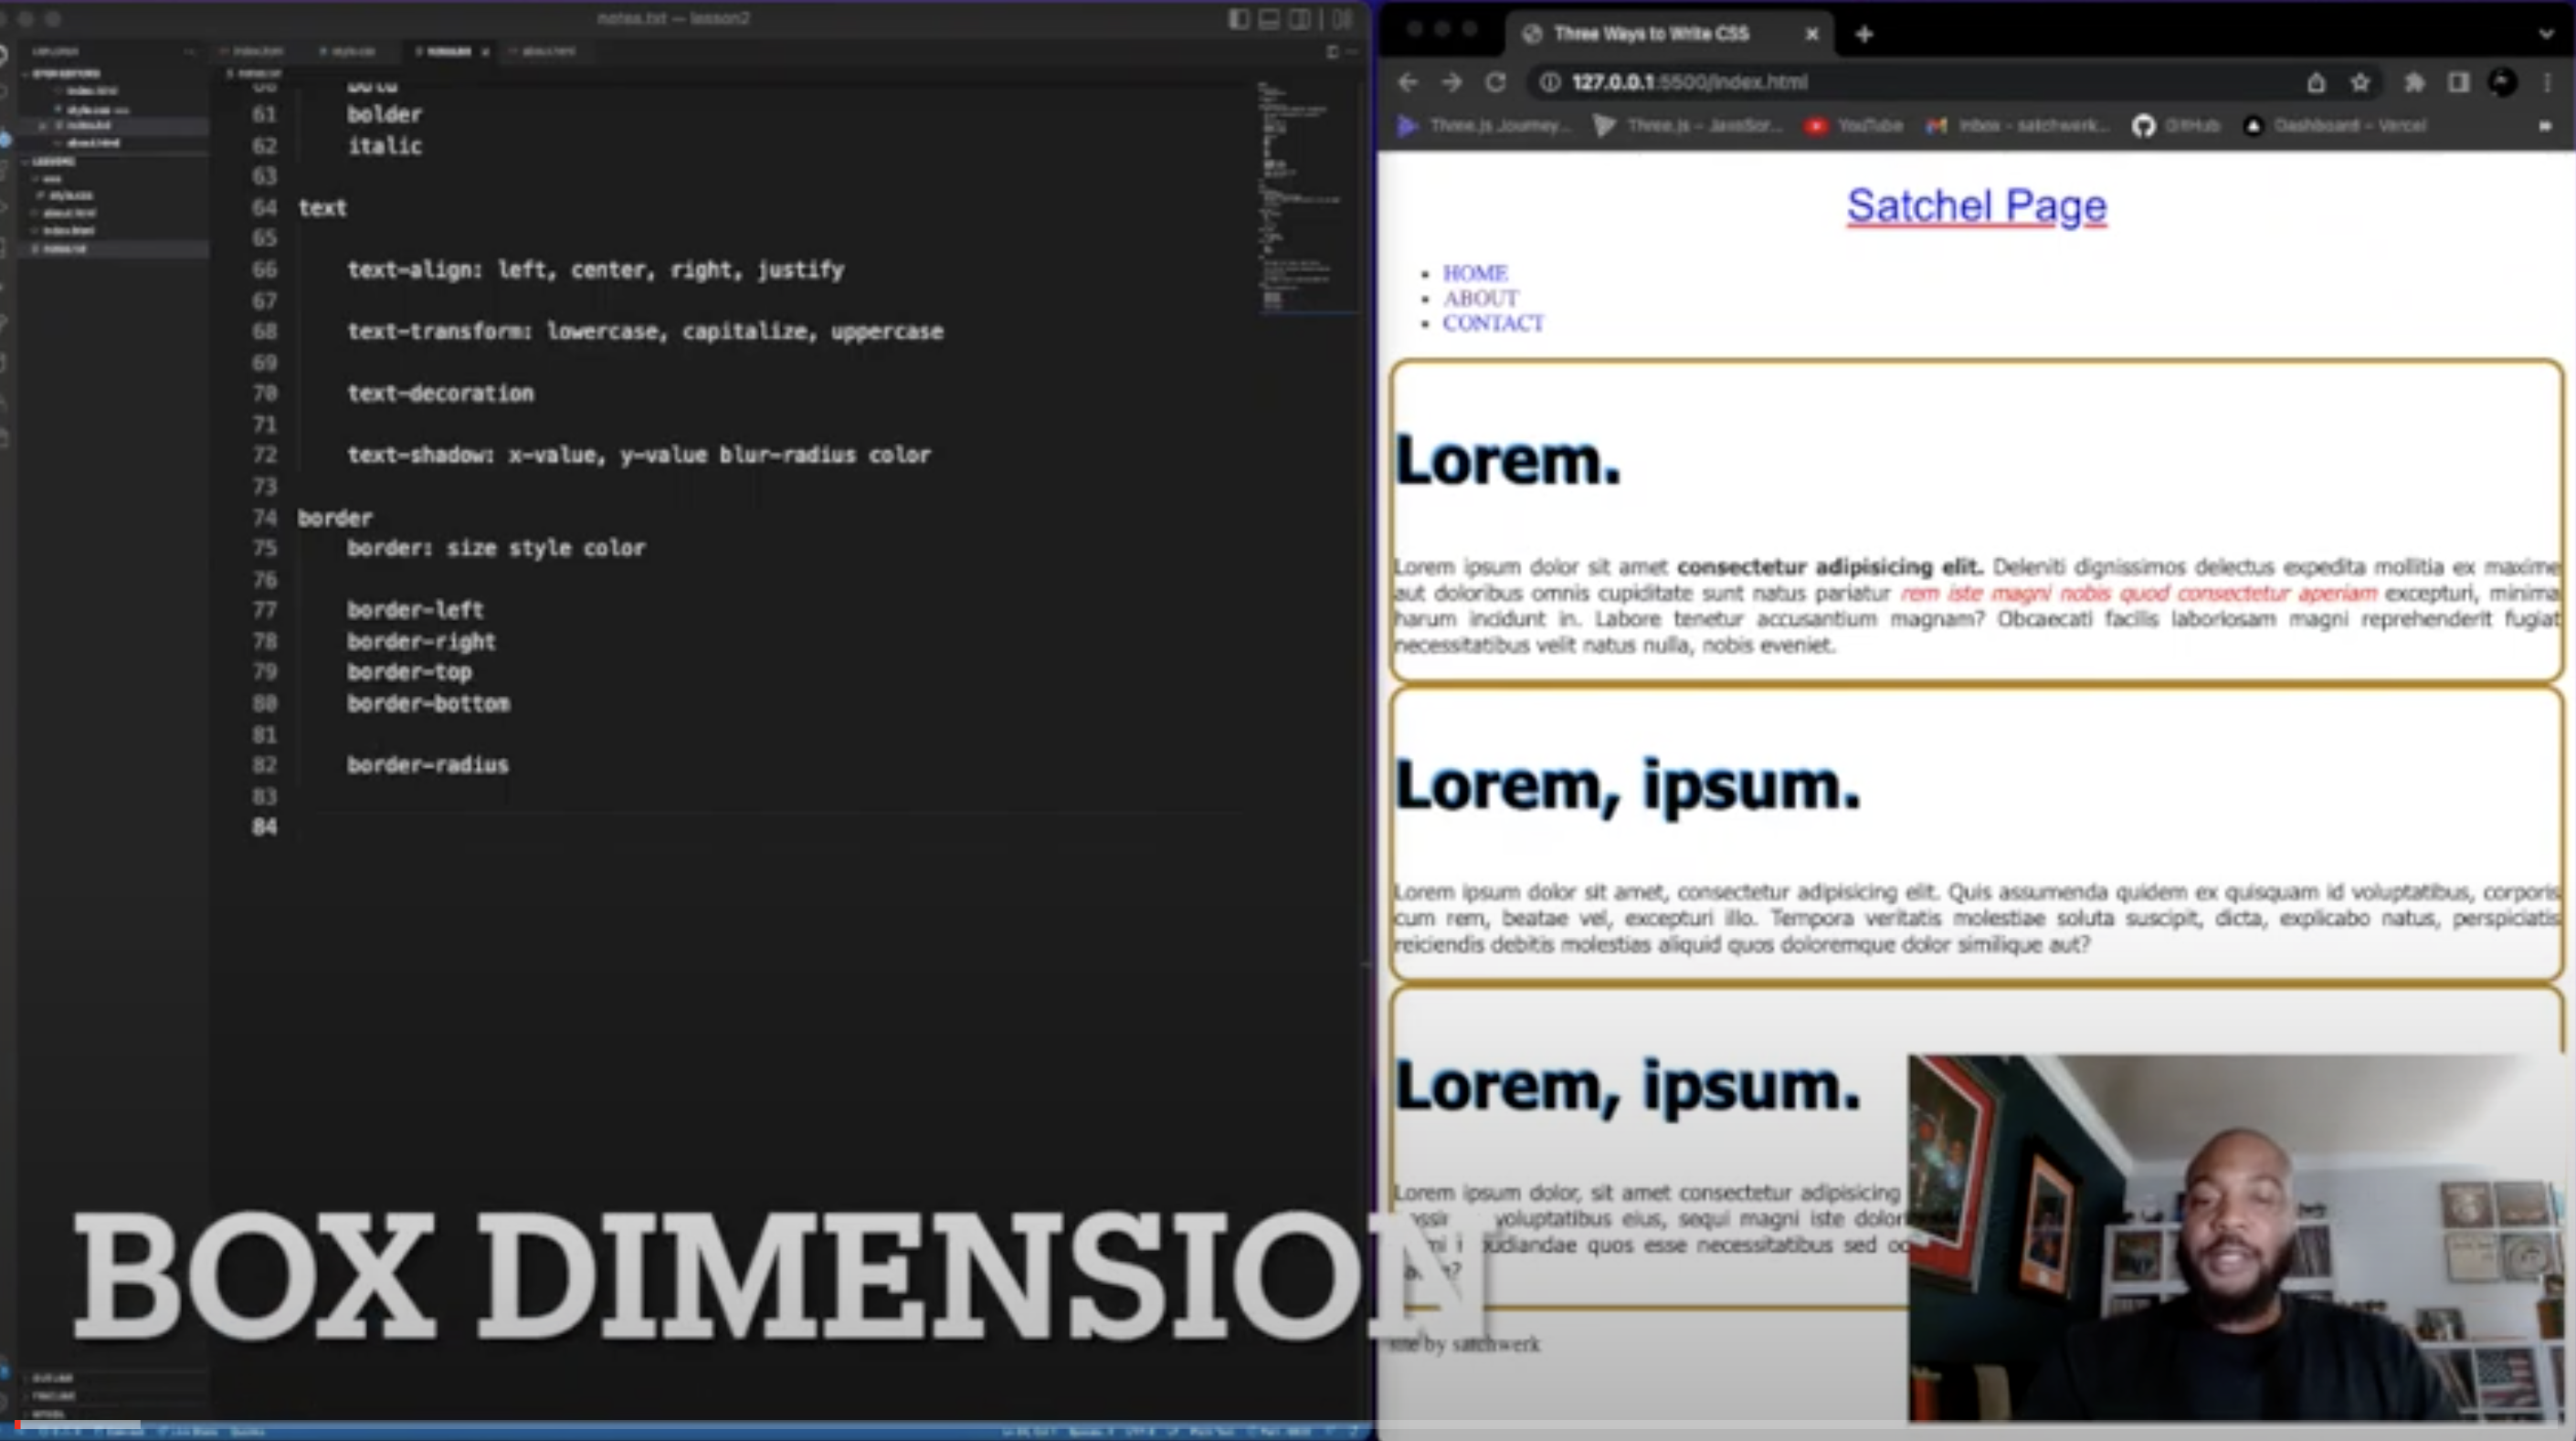 notes.txt — lesson2
index.html style.css notes.txt about.html
60 bold
61 bolder
62 italic
63
64 text
65
66 text-align: left, center, right, justify
67
68 text-transform: lowercase, capitalize, uppercase
69
70 text-decoration
71
72 text-shadow: x-value, y-value blur-radius color
73
74 border
75 border: size style color
76
77 border-left
78 border-right
79 border-top
80 border-bottom
81
82 border-radius
83
84
BOX DIMENSION
Three Ways to Write CSS
127.0.0.1:5500/index.html
Three.js Journey... Three.js – JavaScr... YouTube Inbox - satchwerk... GitHub Dashboard – Vercel
Satchel Page
• HOME
• ABOUT
• CONTACT
Lorem.
Lorem ipsum dolor sit amet consectetur adipisicing elit. Deleniti dignissimos delectus expedita mollitia ex maxime
aut doloribus omnis cupiditate sunt natus pariatur rem iste magni nobis quod consectetur aperiam excepturi, minima
harum incidunt in. Labore tenetur accusantium magnam? Obcaecati facilis laboriosam magni reprehenderit fugiat
necessitatibus velit natus nulla, nobis eveniet.
Lorem, ipsum.
Lorem ipsum dolor sit amet, consectetur adipisicing elit. Quis assumenda quidem ex quisquam id voluptatibus, corporis
cum rem, beatae vel, excepturi illo. Tempora veritatis molestiae soluta suscipit, dicta, explicabo natus, perspiciatis
reiciendis debitis molestias aliquid quos doloremque dolor similique aut?
Lorem, ipsum.
Lorem ipsum dolor, sit amet consectetur adipisicing
voluptatibus eius, sequi magni iste dolor
quos esse necessitatibus sed
site by satchwerk